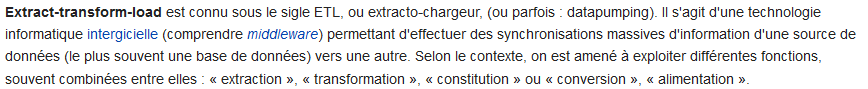 Extract-transform-load est connu sous le sigle ETL, ou extracto-chargeur, (ou parfois : datapumping). Il s'agit d'une technologie
informatique intergicielle (comprendre middleware) permettant d'effectuer des synchronisations massives d'information d'une source de
données (le plus souvent une base de données) vers une autre. Selon le contexte, on est amené à exploiter différentes fonctions,
souvent combinées entre elles : « extraction », « transformation », « constitution » ou « conversion », « alimentation ».